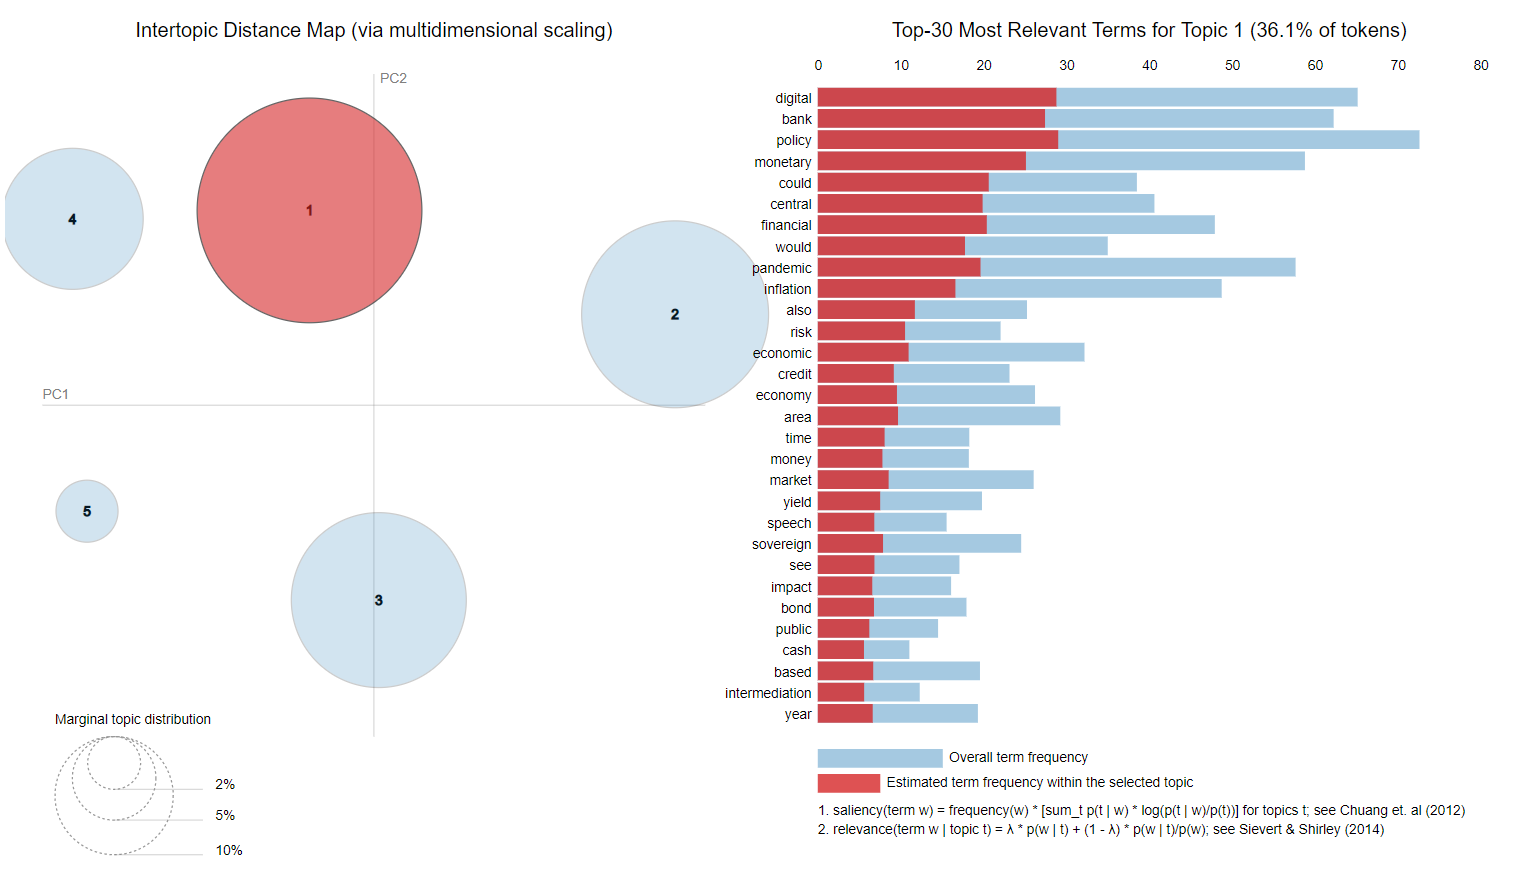 Intertopic Distance Map (via multidimensional scaling)
PC2
PC1
1
4
2
5
3
Marginal topic distribution
2%
5%
10%
Top-30 Most Relevant Terms for Topic 1 (36.1% of tokens)
0 10 20 30 40 50 60 70 80
digital
bank
policy
monetary
could
central
financial
would
pandemic
inflation
also
risk
economic
credit
economy
area
time
money
market
yield
speech
sovereign
see
impact
bond
public
cash
based
intermediation
year
Overall term frequency
Estimated term frequency within the selected topic
1. saliency(term w) = frequency(w) * [sum_t p(t | w) * log(p(t | w)/p(t))] for topics t; see Chuang et. al (2012)
2. relevance(term w | topic t) = λ * p(w | t) + (1 - λ) * p(w | t)/p(w); see Sievert & Shirley (2014)